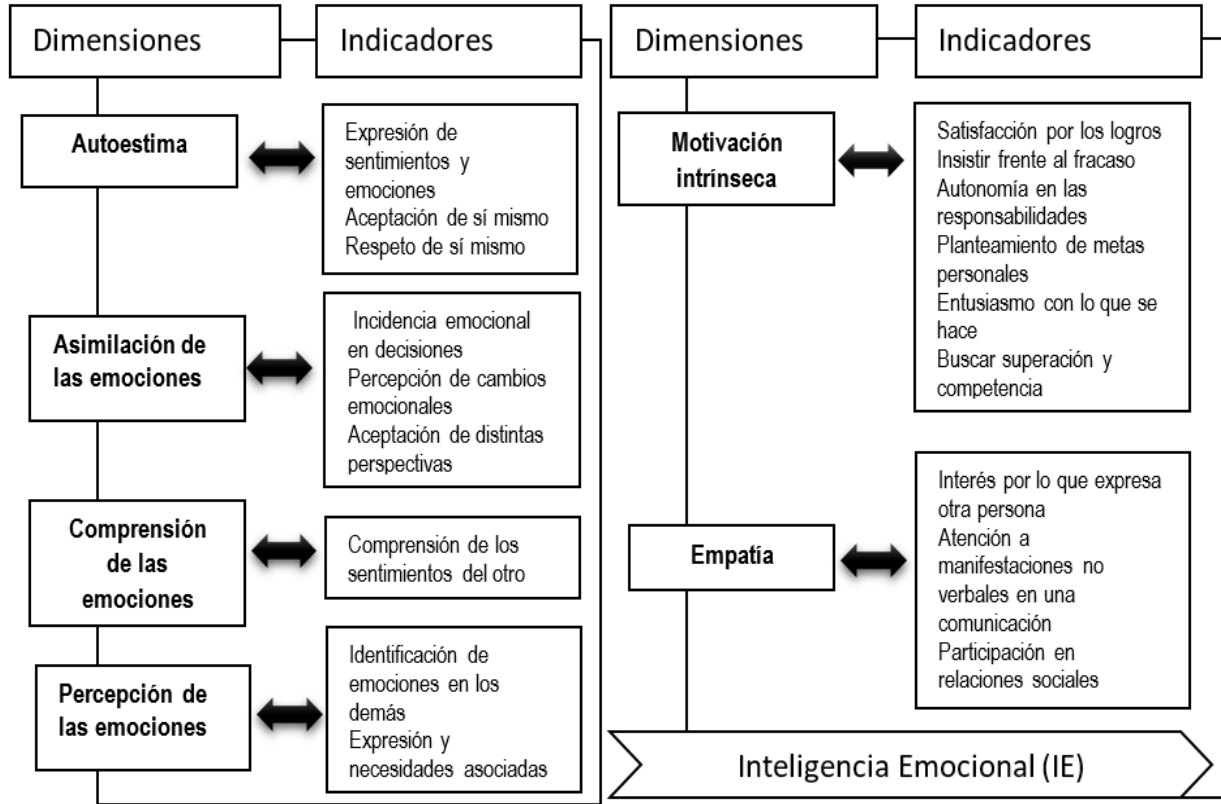 Dimensiones
Indicadores
Autoestima
Expresión de
sentimientos y
emociones
Aceptación de sí mismo
Respeto de sí mismo
Asimilación de
las emociones
Incidencia emocional
en decisiones
Percepción de cambios
emocionales
Aceptación de distintas
perspectivas
Comprensión
de las
emociones
Comprensión de los
sentimientos del otro
Percepción de
las emociones
Identificación de
emociones en los
demás
Expresión y
necesidades asociadas
Dimensiones
Indicadores
Motivación
intrínseca
Satisfacción por los logros
Insistir frente al fracaso
Autonomía en las
responsabilidades
Planteamiento de metas
personales
Entusiasmo con lo que se
hace
Buscar superación y
competencia
Empatía
Interés por lo que expresa
otra persona
Atención a
manifestaciones no
verbales en una
comunicación
Participación en
relaciones sociales
Inteligencia Emocional (IE)